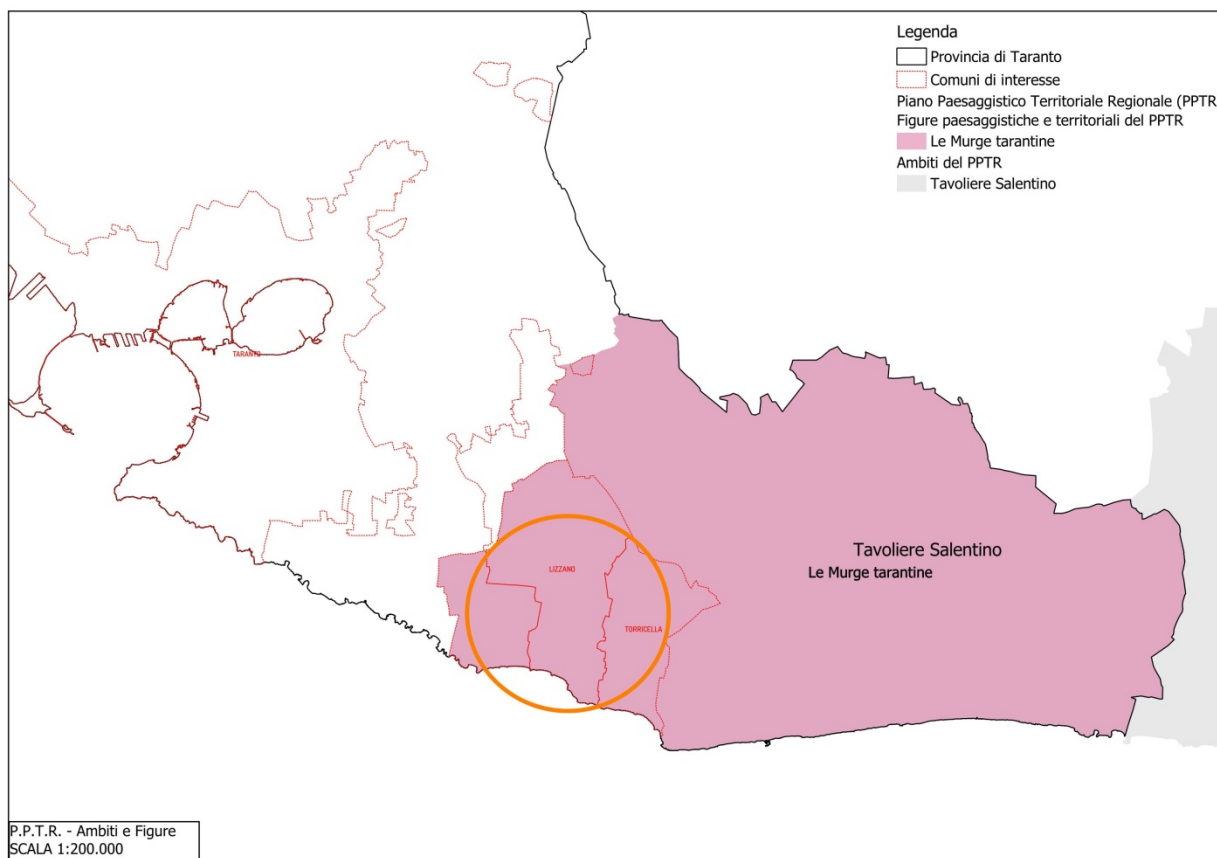 Legenda
Provincia di Taranto
Comuni di interesse
Piano Paesaggistico Territoriale Regionale (PPTR
Figure paesaggistiche e territoriali del PPTR
Le Murge tarantine
Ambiti del PPTR
Tavoliere Salentino
TARANTO
Tavoliere Salentino
LIZZANO
Le Murge tarantine
TORRICELLA
P.P.T.R. - Ambiti e Figure
SCALA 1:200.000